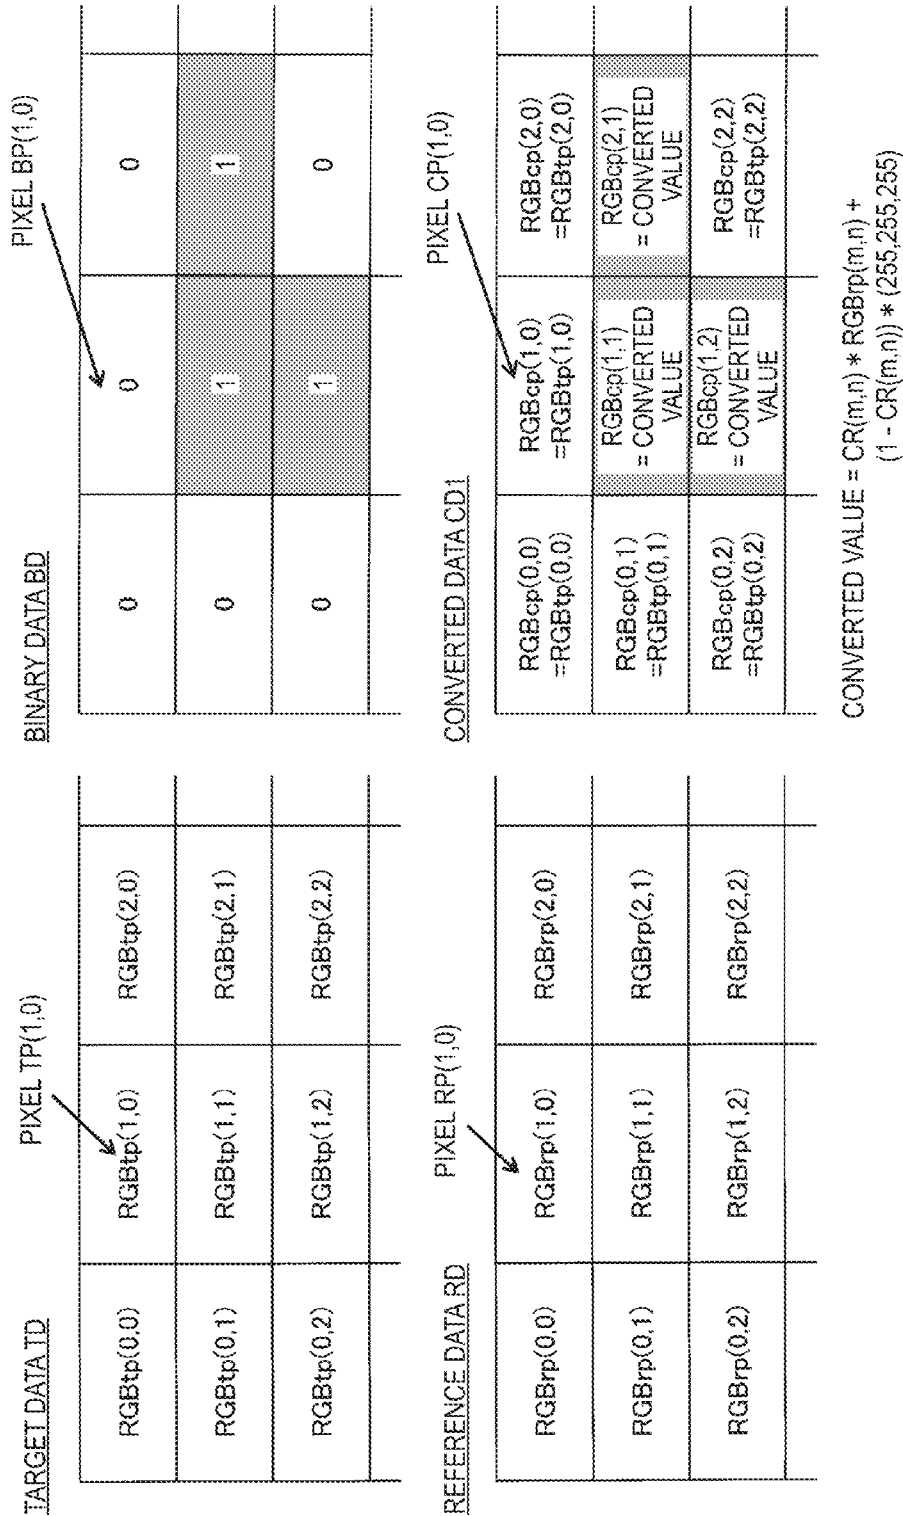 TARGET DATA TD
PIXEL TP(1,0)
RGBtp(0,0) RGBtp(1,0) RGBtp(2,0)
RGBtp(0,1) RGBtp(1,1) RGBtp(2,1)
RGBtp(0,2) RGBtp(1,2) RGBtp(2,2)
BINARY DATA BD
PIXEL BP(1,0)
0 0 0
0 1 1
0 1 0
REFERENCE DATA RD
PIXEL RP(1,0)
RGBrp(0,0) RGBrp(1,0) RGBrp(2,0)
RGBrp(0,1) RGBrp(1,1) RGBrp(2,1)
RGBrp(0,2) RGBrp(1,2) RGBrp(2,2)
CONVERTED DATA CD1
PIXEL CP(1,0)
RGBcp(0,0) RGBcp(1,0) RGBcp(2,0)
=RGBtp(0,0) =RGBtp(1,0) =RGBtp(2,0)
RGBcp(0,1) RGBcp(1,1) RGBcp(2,1)
=RGBtp(0,1) = CONVERTED = CONVERTED
VALUE VALUE
RGBcp(0,2) RGBcp(1,2) RGBcp(2,2)
=RGBtp(0,2) = CONVERTED =RGBtp(2,2)
VALUE
CONVERTED VALUE = CR(m,n) * RGBrp(m,n) +
(1 - CR(m,n)) * (255,255,255)